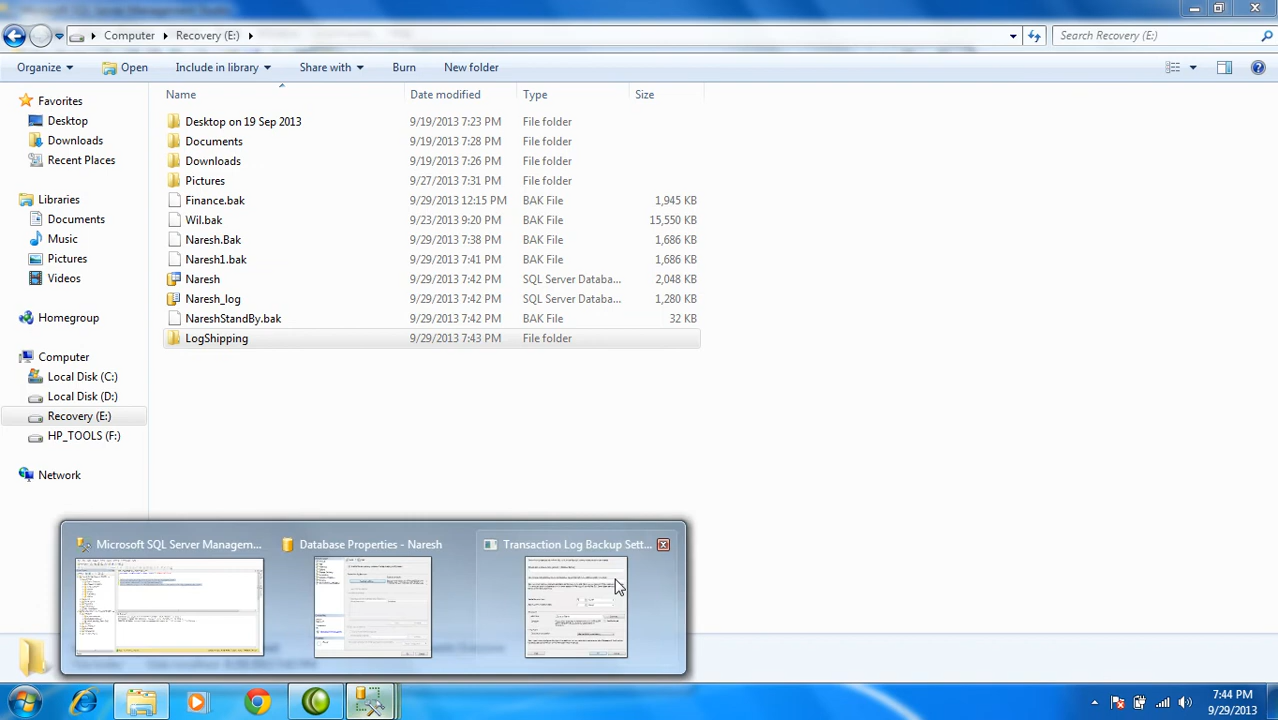 Computer Recovery (E:)
Search Recovery (E:)
Organize Open Include in library Share with Burn New folder
Name Date modified Type Size
Favorites
Desktop
Downloads
Recent Places
Libraries
Documents
Music
Pictures
Videos
Homegroup
Computer
Local Disk (C:)
Local Disk (D:)
Recovery (E:)
HP_TOOLS (F:)
Network
Desktop on 19 Sep 2013 9/19/2013 7:23 PM File folder
Documents 9/19/2013 7:28 PM File folder
Downloads 9/19/2013 7:26 PM File folder
Pictures 9/27/2013 7:31 PM File folder
Finance.bak 9/29/2013 12:15 PM BAK File 1,945 KB
Wil.bak 9/23/2013 9:20 PM BAK File 15,550 KB
Naresh.Bak 9/29/2013 7:38 PM BAK File 1,686 KB
Naresh1.bak 9/29/2013 7:41 PM BAK File 1,686 KB
Naresh 9/29/2013 7:42 PM SQL Server Databa... 2,048 KB
Naresh_log 9/29/2013 7:42 PM SQL Server Databa... 1,280 KB
NareshStandBy.bak 9/29/2013 7:42 PM BAK File 32 KB
LogShipping 9/29/2013 7:43 PM File folder
Microsoft SQL Server Managem... Database Properties - Naresh Transaction Log Backup Sett...
7:44 PM
9/29/2013